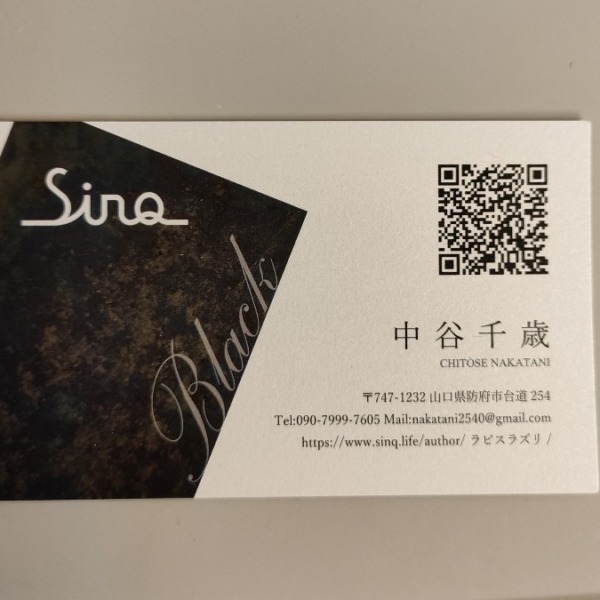 Sinq
Black
中谷千歳
CHITOSE NAKATANI
〒747-1232 山口県防府市台道 254
Tel:090-7999-7605 Mail:nakatani2540@gmail.com
https://www.sinq.life/author/ ラピスラズリ /